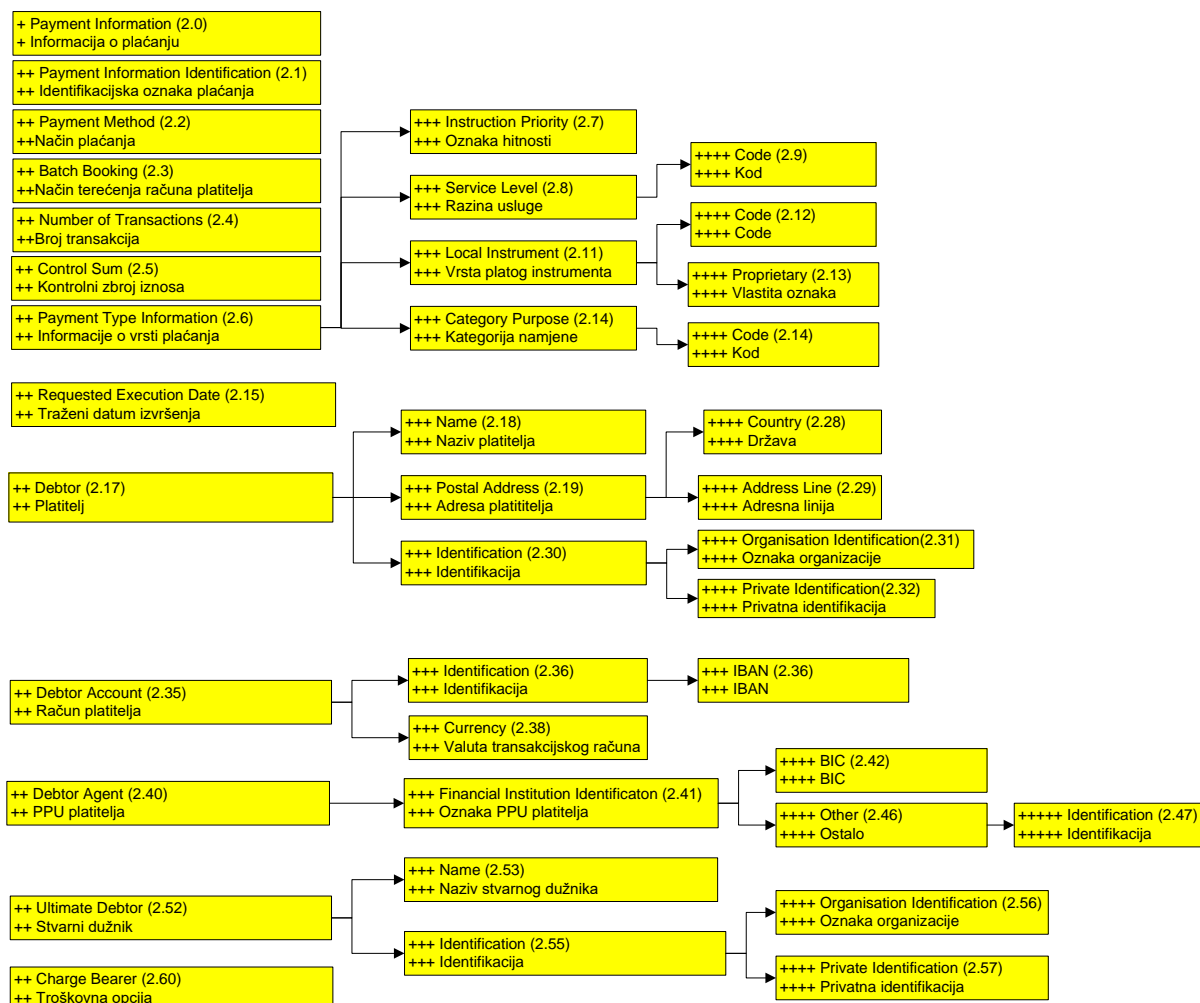 + Payment Information (2.0)
+ Informacija o plaćanju
++ Payment Information Identification (2.1)
++ Identifikacijska oznaka plaćanja
++ Payment Method (2.2)
++Način plaćanja
++ Batch Booking (2.3)
++Način terećenja računa platitelja
++ Number of Transactions (2.4)
++Broj transakcija
++ Control Sum (2.5)
++ Kontrolni zbroj iznosa
++ Payment Type Information (2.6)
++ Informacije o vrsti plaćanja
+++ Instruction Priority (2.7)
+++ Oznaka hitnosti
+++ Service Level (2.8)
+++ Razina usluge
++++ Code (2.9)
++++ Kod
+++ Local Instrument (2.11)
+++ Vrsta platog instrumenta
++++ Code (2.12)
++++ Code
++++ Proprietary (2.13)
++++ Vlastita oznaka
+++ Category Purpose (2.14)
+++ Kategorija namjene
++++ Code (2.14)
++++ Kod
++ Requested Execution Date (2.15)
++ Traženi datum izvršenja
++ Debtor (2.17)
++ Platitelj
+++ Name (2.18)
+++ Naziv platitelja
+++ Postal Address (2.19)
+++ Adresa platititelja
++++ Country (2.28)
++++ Država
++++ Address Line (2.29)
++++ Adresna linija
+++ Identification (2.30)
+++ Identifikacija
++++ Organisation Identification(2.31)
++++ Oznaka organizacije
++++ Private Identification(2.32)
++++ Privatna identifikacija
++ Debtor Account (2.35)
++ Račun platitelja
+++ Identification (2.36)
+++ Identifikacija
+++ IBAN (2.36)
+++ IBAN
+++ Currency (2.38)
+++ Valuta transakcijskog računa
++ Debtor Agent (2.40)
++ PPU platitelja
+++ Financial Institution Identificaton (2.41)
+++ Oznaka PPU platitelja
++++ BIC (2.42)
++++ BIC
++++ Other (2.46)
++++ Ostalo
+++++ Identification (2.47)
+++++ Identifikacija
++ Ultimate Debtor (2.52)
++ Stvarni dužnik
+++ Name (2.53)
+++ Naziv stvarnog dužnika
+++ Identification (2.55)
+++ Identifikacija
++++ Organisation Identification (2.56)
++++ Oznaka organizacije
++++ Private Identification (2.57)
++++ Privatna identifikacija
++ Charge Bearer (2.60)
++ Troškovna opcija